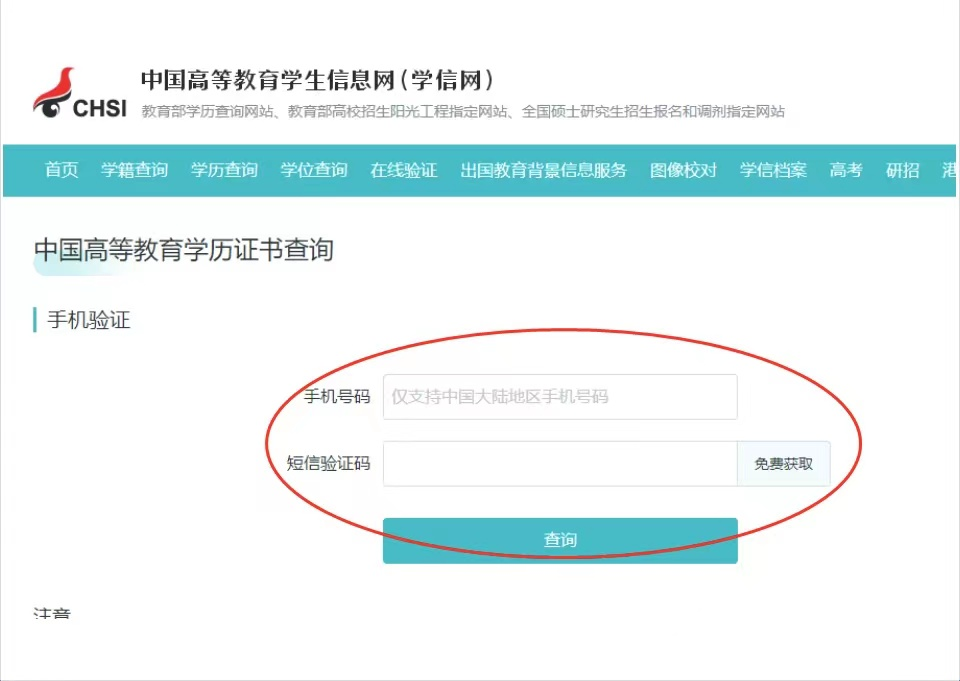 中国高等教育学生信息网(学信网)
CHSI
教育部学历查询网站、教育部高校招生阳光工程指定网站、全国硕士研究生招生报名和调剂指定网站
首页 学籍查询 学历查询 学位查询 在线验证 出国教育背景信息服务 图像校对 学信档案 高考 研招 港
中国高等教育学历证书查询
手机验证
手机号码 仅支持中国大陆地区手机号码
短信验证码 免费获取
查询
注意